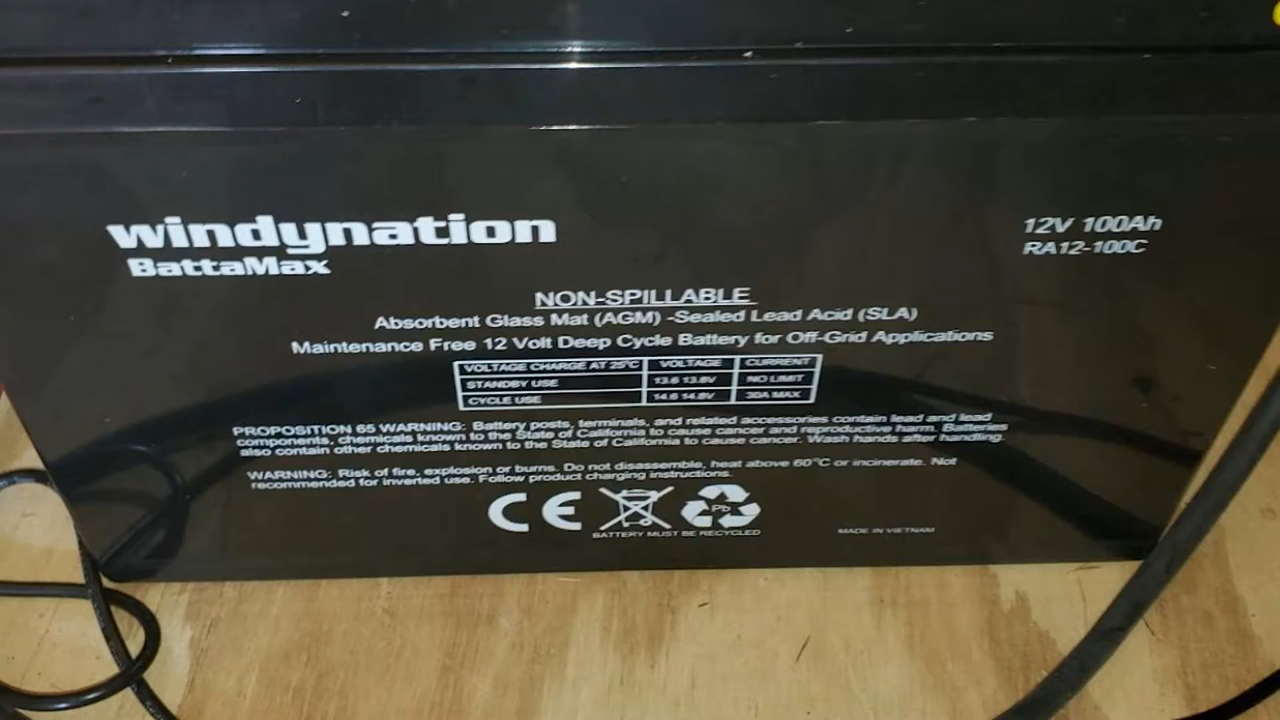 windynation
BattaMax
12V 100Ah
RA12-100C
NON-SPILLABLE
Absorbent Glass Mat (AGM) -Sealed Lead Acid (SLA)
Maintenance Free 12 Volt Deep Cycle Battery for Off-Grid Applications
VOLTAGE CHARGE AT 25°C VOLTAGE CURRENT
STANDBY USE 13.6 13.8V NO LIMIT
CYCLE USE 14.6 14.8V 30A MAX
PROPOSITION 65 WARNING: Battery posts, terminals, and related accessories contain lead and lead
components, chemicals known to the State of California to cause cancer and reproductive harm. Batteries
also contain other chemicals known to the State of California to cause cancer. Wash hands after handling.
WARNING: Risk of fire, explosion or burns. Do not disassemble, heat above 60°C or incinerate. Not
recommended for inverted use. Follow product charging instructions.
CE
Pb
BATTERY MUST BE RECYCLED
MADE IN VIETNAM